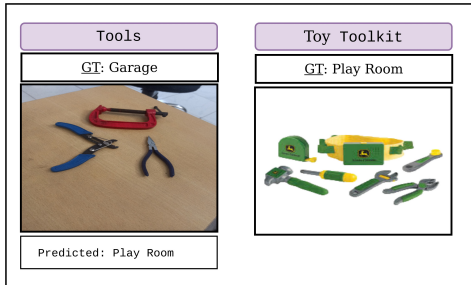 Tools
GT: Garage
Predicted: Play Room
Toy Toolkit
GT: Play Room